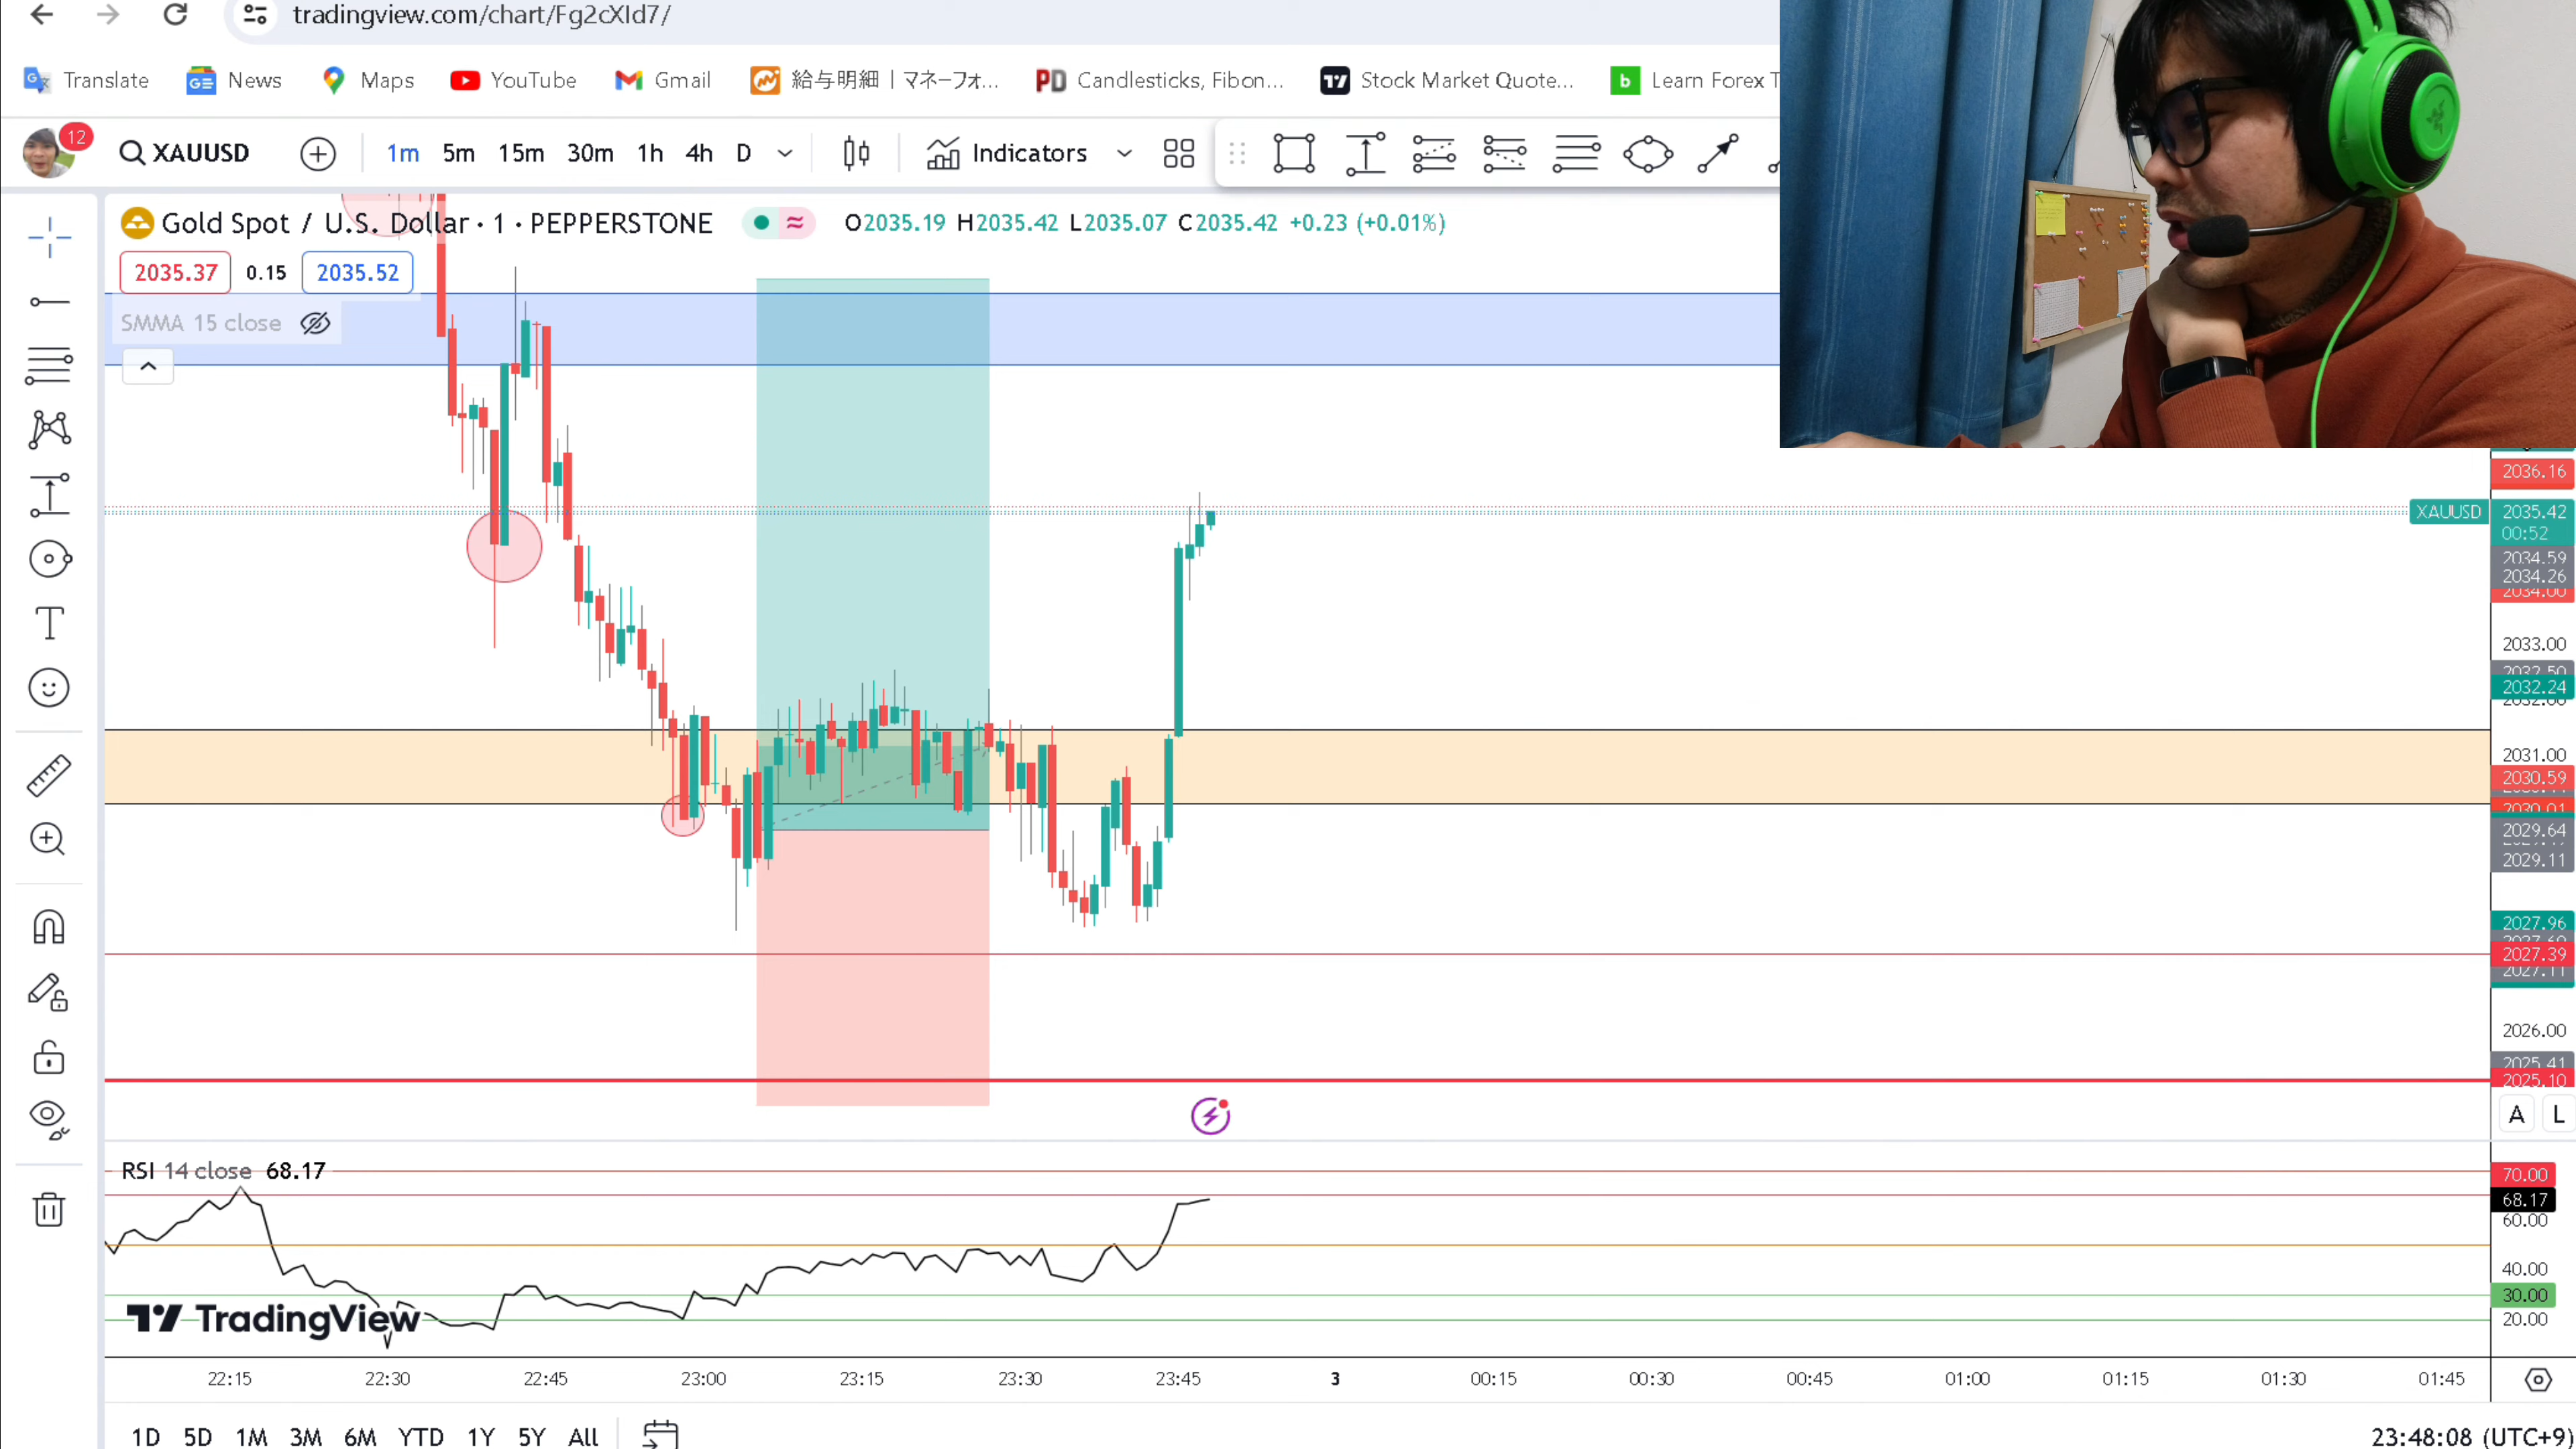 tradingview.com/chart/Fg2cXId7/
Translate News Maps YouTube Gmail 給与明細 | マネーフォ... Candlesticks, Fibon... Stock Market Quote... Learn Forex T
12 XAUUSD 1m 5m 15m 30m 1h 4h D Indicators
Gold Spot / U.S. Dollar · 1 · PEPPERSTONE O2035.19 H2035.42 L2035.07 C2035.42 +0.23 (+0.01%)
2035.37 0.15 2035.52
SMMA 15 close
2036.16
XAUUSD 2035.42
00:52
2034.59
2034.26
2034.00
2033.00
2032.50
2032.24
2032.00
2031.00
2030.59
2030.01
2029.64
2029.11
2027.96
2027.39
2027.11
2026.00
2025.41
2025.10
A L
RSI 14 close 68.17
70.00
68.17
60.00
40.00
30.00
20.00
TradingView
22:15 22:30 22:45 23:00 23:15 23:30 23:45 3 00:15 00:30 00:45 01:00 01:15 01:30 01:45
1D 5D 1M 3M 6M YTD 1Y 5Y All 23:48:08 (UTC+9)